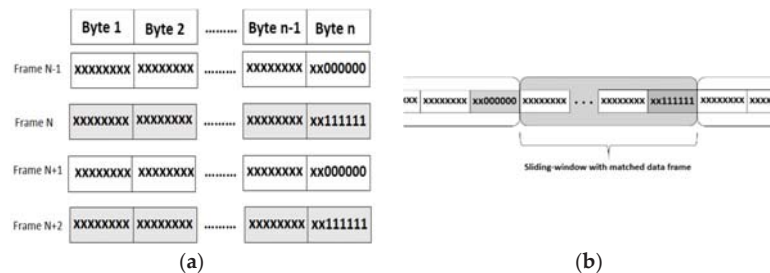 Byte 1 Byte 2 ......... Byte n-1 Byte n
Frame N-1 xxxxxxxx xxxxxxxx ......... xxxxxxxx xx000000
Frame N xxxxxxxx xxxxxxxx ......... xxxxxxxx xx111111
Frame N+1 xxxxxxxx xxxxxxxx ......... xxxxxxxx xx000000
Frame N+2 xxxxxxxx xxxxxxxx ......... xxxxxxxx xx111111
(a)
xx xxxxxxxx xx000000 xxxxxxxx ... xxxxxxxx xx111111 xxxxxxxx xx
Sliding-window with matched data frame
(b)